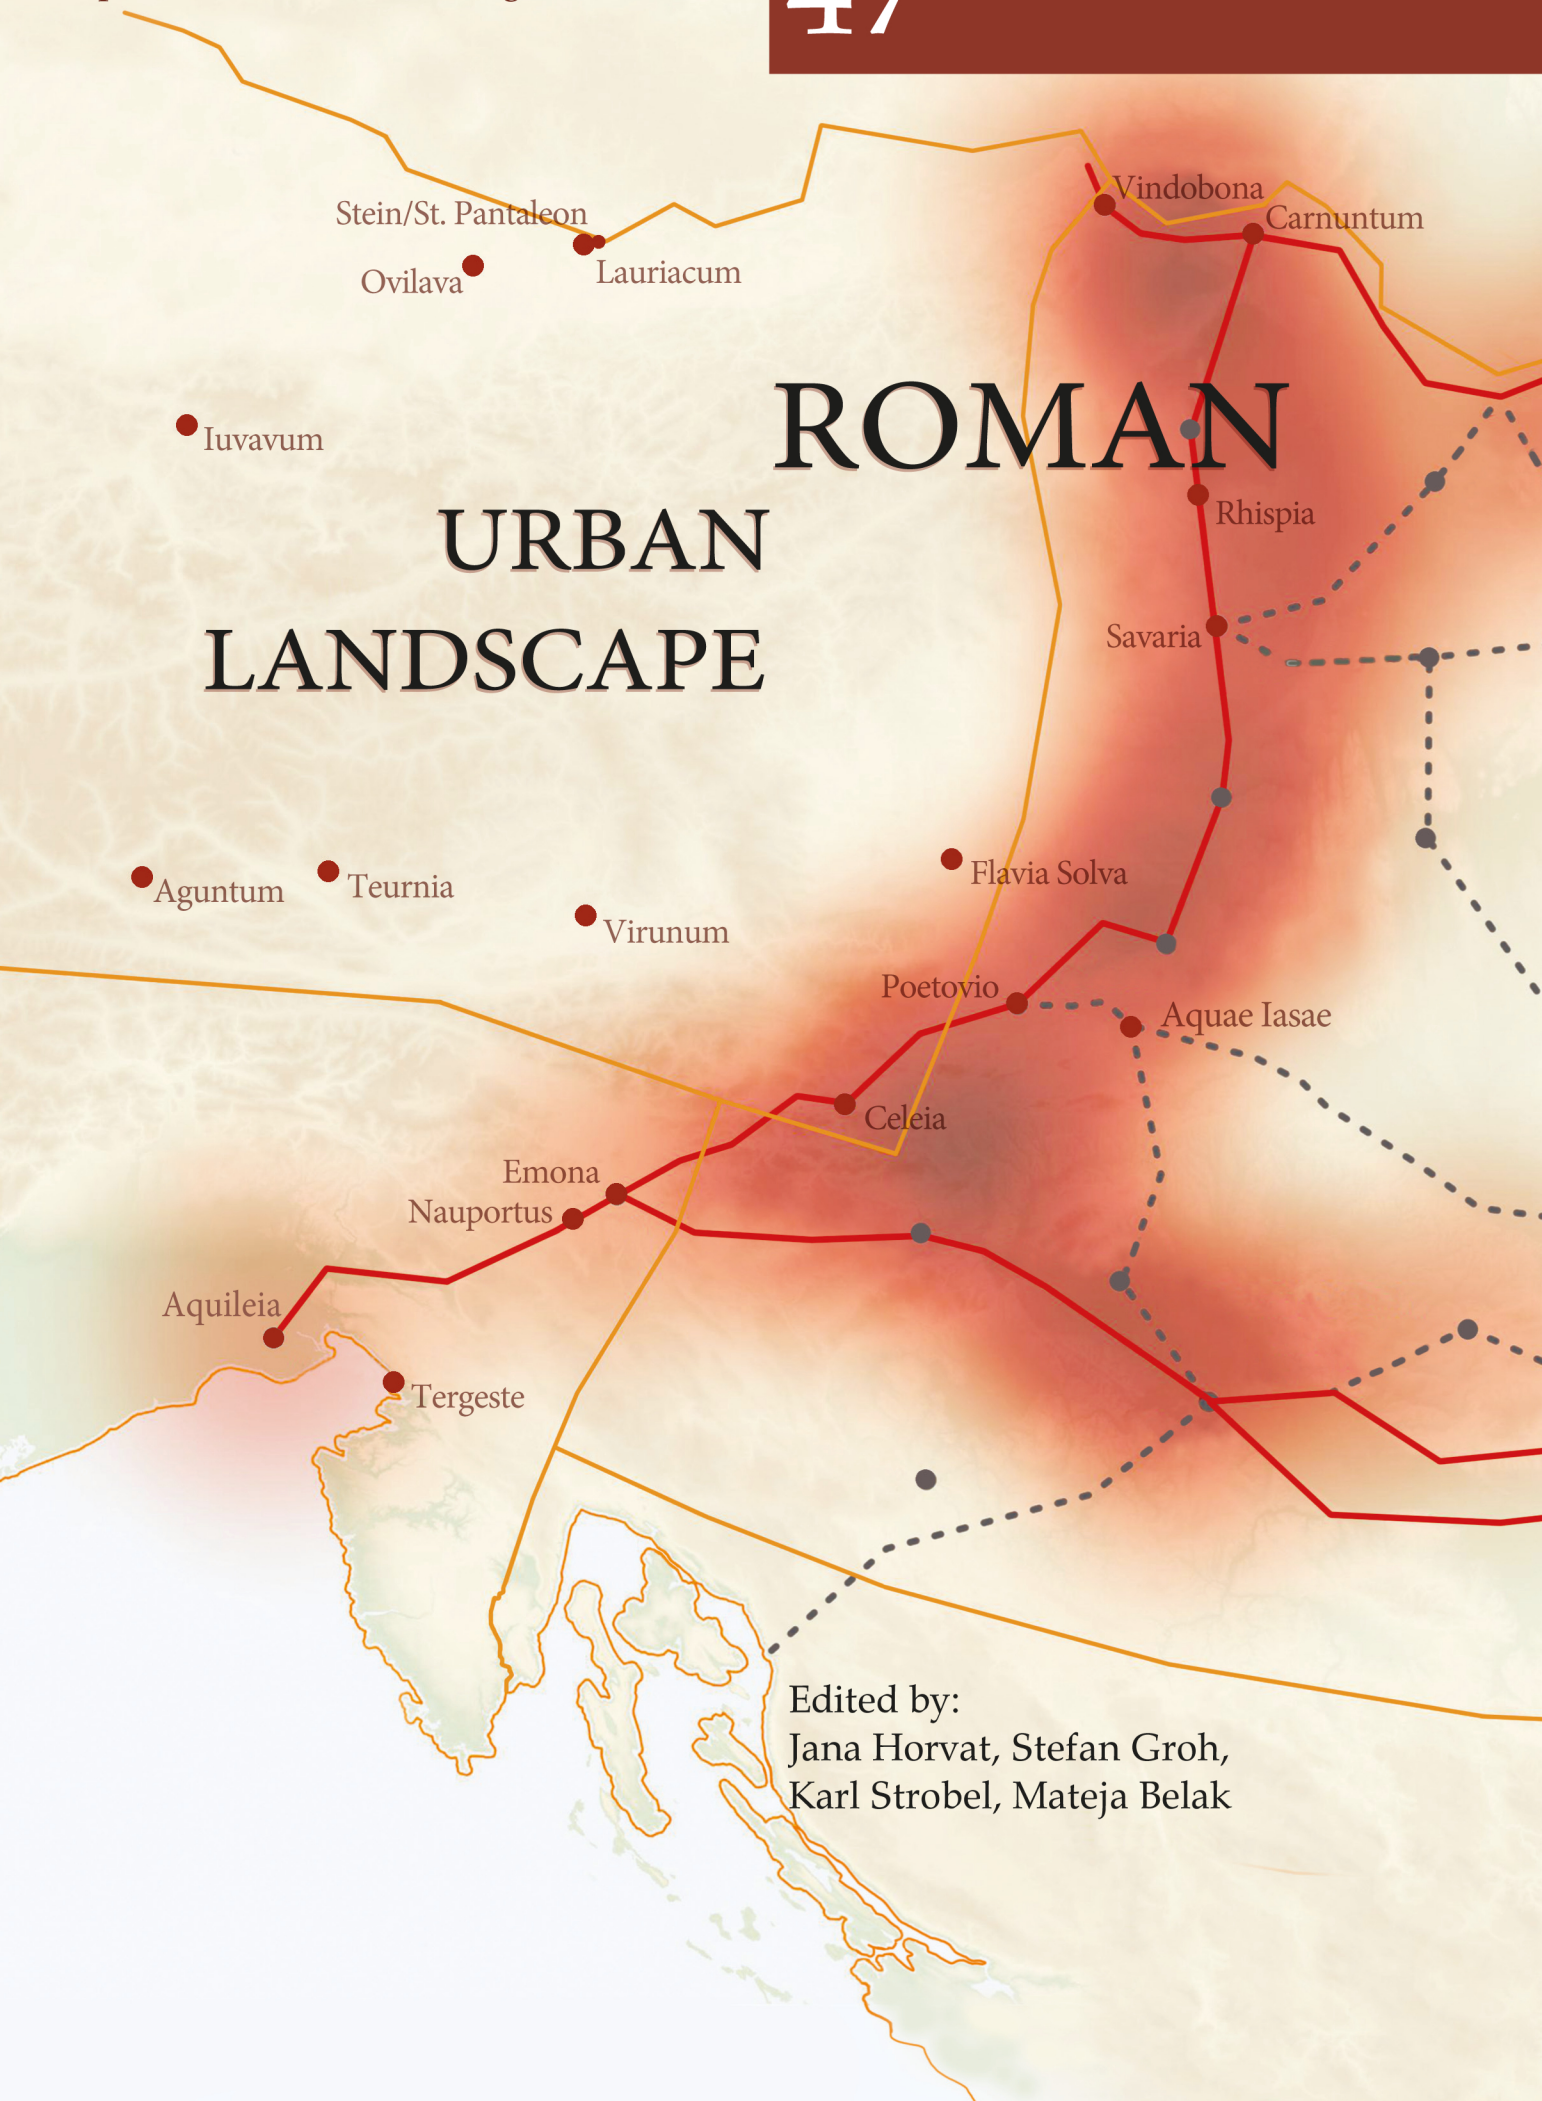 47
Vindobona
Stein/St. Pantaleon
Carnuntum
Ovilava
Lauriacum
ROMAN
Iuvavum
Rhispia
URBAN
LANDSCAPE
Savaria
Flavia Solva
Aguntum
Teurnia
Virunum
Poetovio
Aquae Iasae
Celeia
Emona
Nauportus
Aquileia
Tergeste
Edited by:
Jana Horvat, Stefan Groh,
Karl Strobel, Mateja Belak